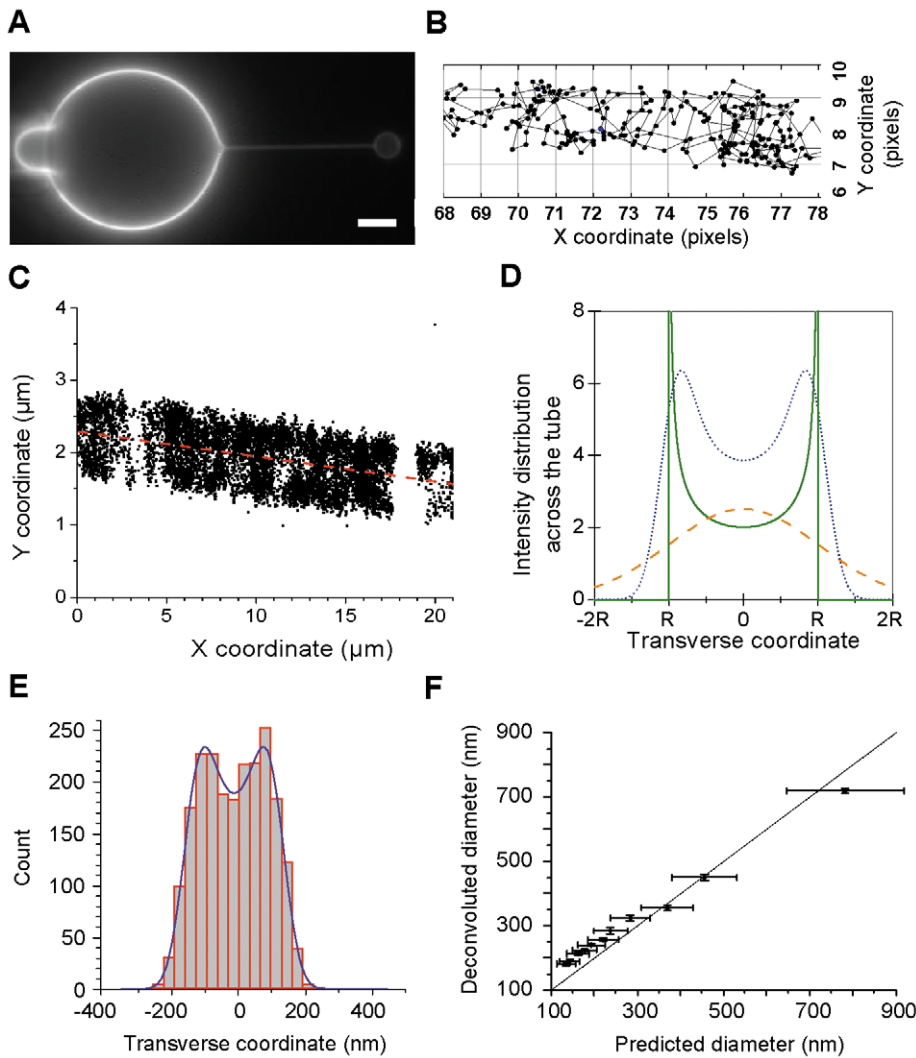 A
B
10
9
8
7
6
Y coordinate
(pixels)
68 69 70 71 72 73 74 75 76 77 78
X coordinate (pixels)
C
4
3
2
1
0
Y coordinate (µm)
0 5 10 15 20
X coordinate (µm)
D
8
6
4
2
0
Intensity distribution
across the tube
-2R R 0 R 2R
Transverse coordinate
E
250
200
150
100
50
0
Count
-400 -200 0 200 400
Transverse coordinate (nm)
F
900
700
500
300
100
Deconvoluted diameter (nm)
100 300 500 700 900
Predicted diameter (nm)